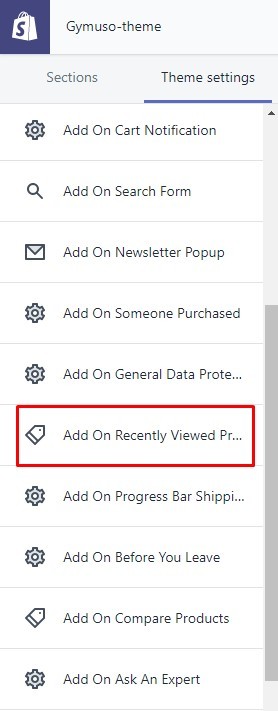 Gymuso-theme
Sections Theme settings
Add On Cart Notification
Add On Search Form
Add On Newsletter Popup
Add On Someone Purchased
Add On General Data Prote...
Add On Recently Viewed Pr...
Add On Progress Bar Shippi...
Add On Before You Leave
Add On Compare Products
Add On Ask An Expert